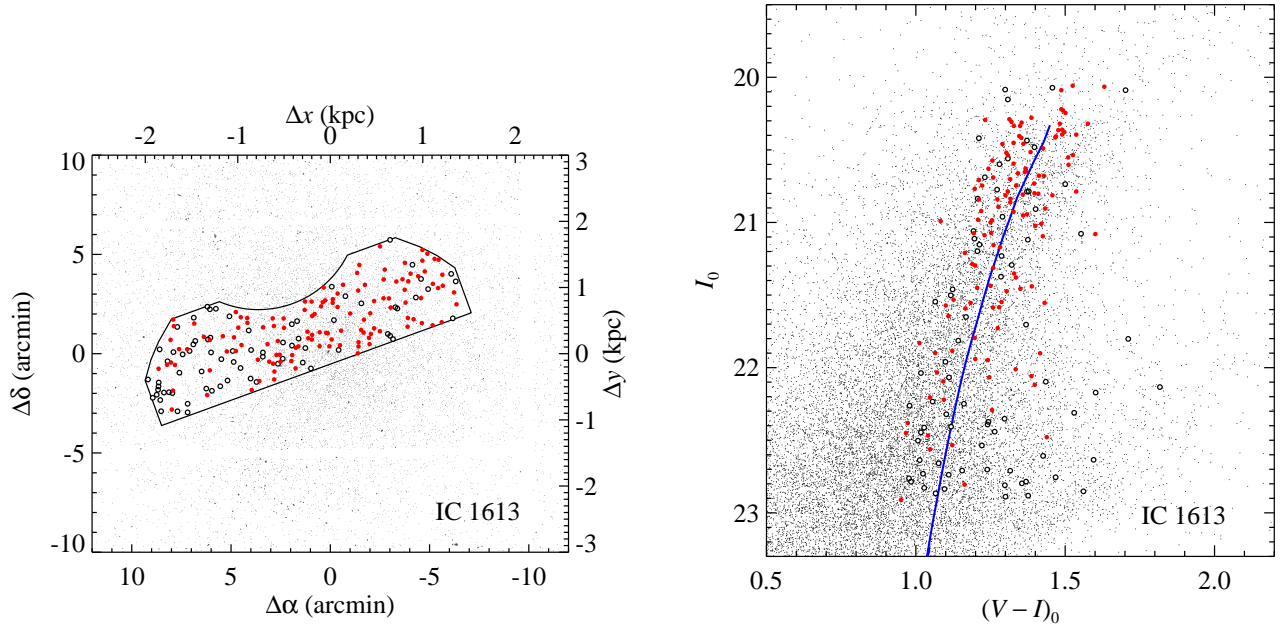 Δx (kpc)
-2 -1 0 1 2
10
5
0
-5
-10
Δδ (arcmin)
3
2
1
0
-1
-2
-3
Δy (kpc)
IC 1613
10 5 0 -5 -10
Δα (arcmin)
20
21
22
23
I0
IC 1613
0.5 1.0 1.5 2.0
(V − I)0